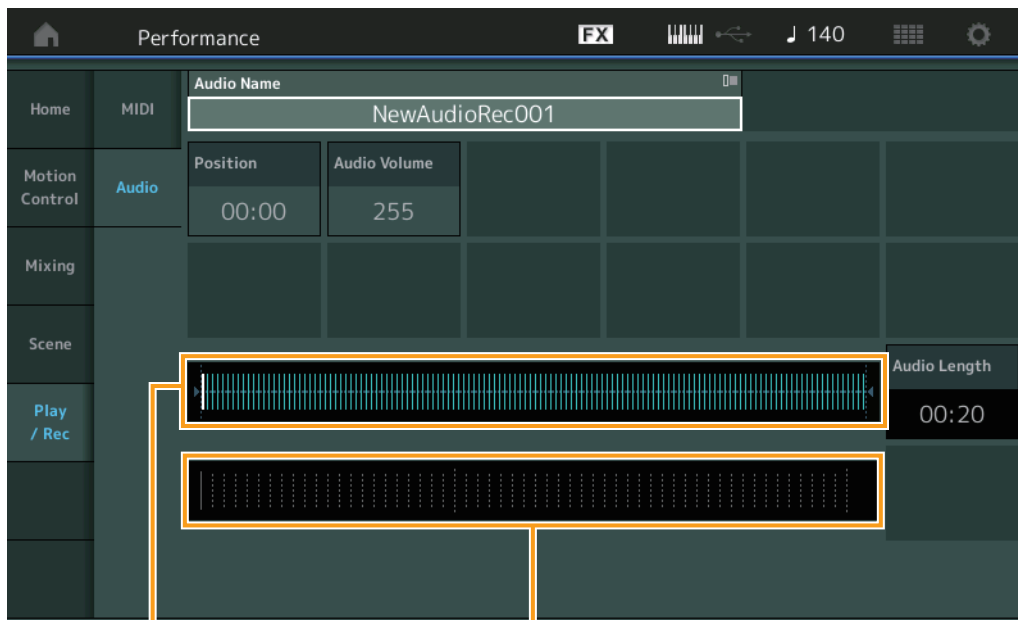 Performance
FX
140
Home
MIDI
Audio Name
NewAudioRec001
Motion
Control
Audio
Position
00:00
Audio Volume
255
Mixing
Scene
Play
/ Rec
Audio Length
00:20